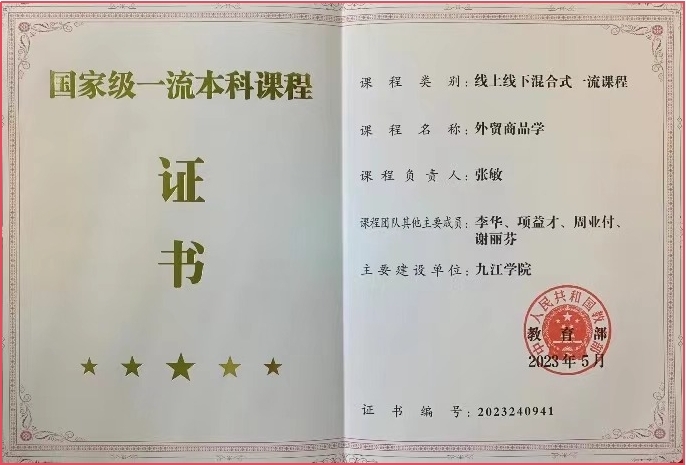 国家级一流本科课程
证
书
课程类别：线上线下混合式一流课程
课程名称：外贸商品学
课程负责人：张敏
课程团队其他主要成员：李华、项益才、周业付、
谢丽芬
主要建设单位：九江学院
中华人民共和国教育部
教育部
2023年5月
证书编号：2023240941